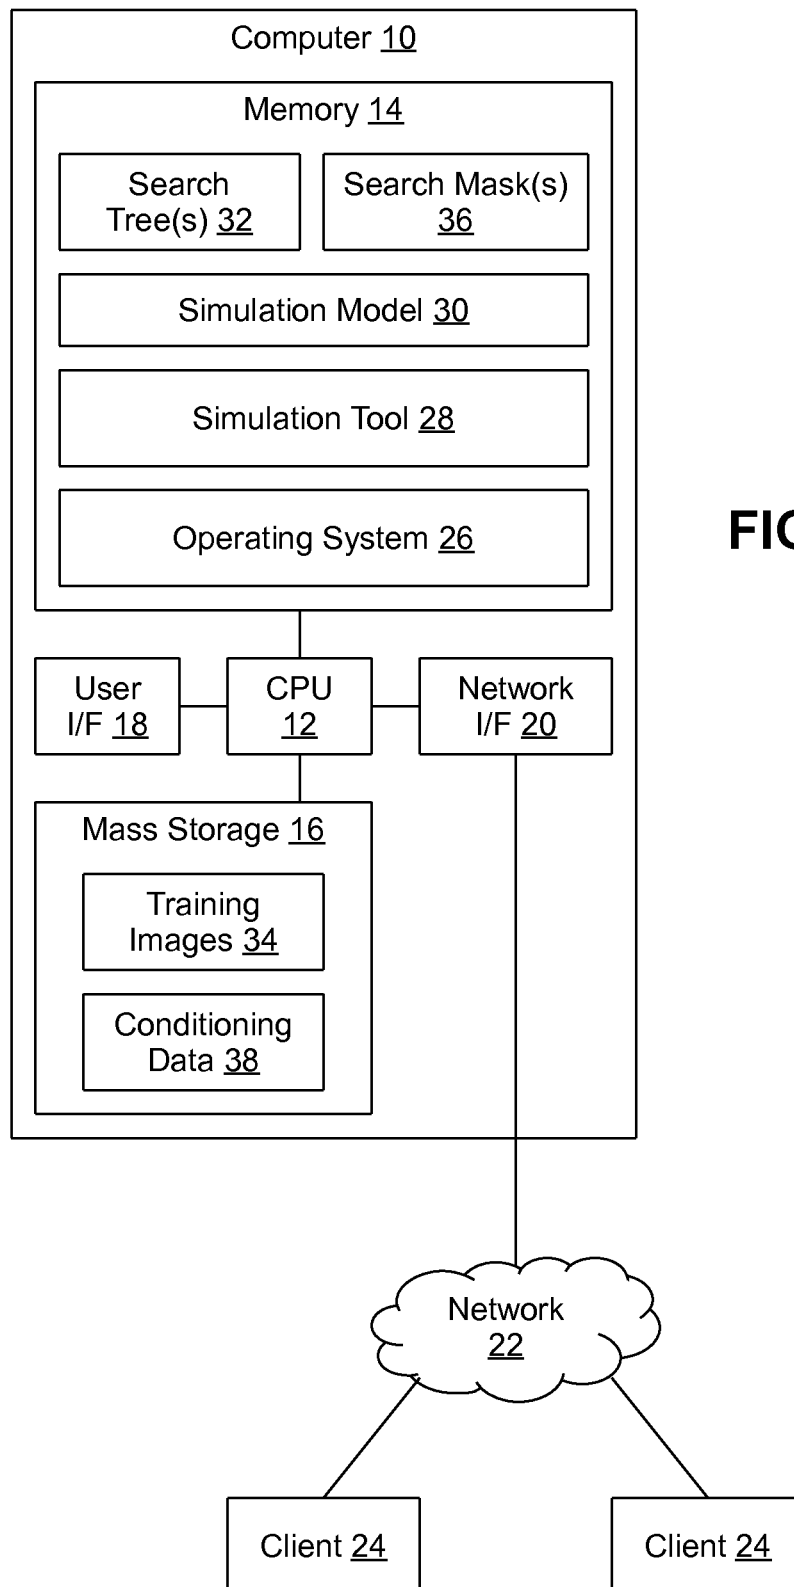 Computer 10
Memory 14
Search
Tree(s) 32
Search Mask(s)
36
Simulation Model 30
Simulation Tool 28
Operating System 26
FIG
User
I/F 18
CPU
12
Network
I/F 20
Mass Storage 16
Training
Images 34
Conditioning
Data 38
Network
22
Client 24
Client 24